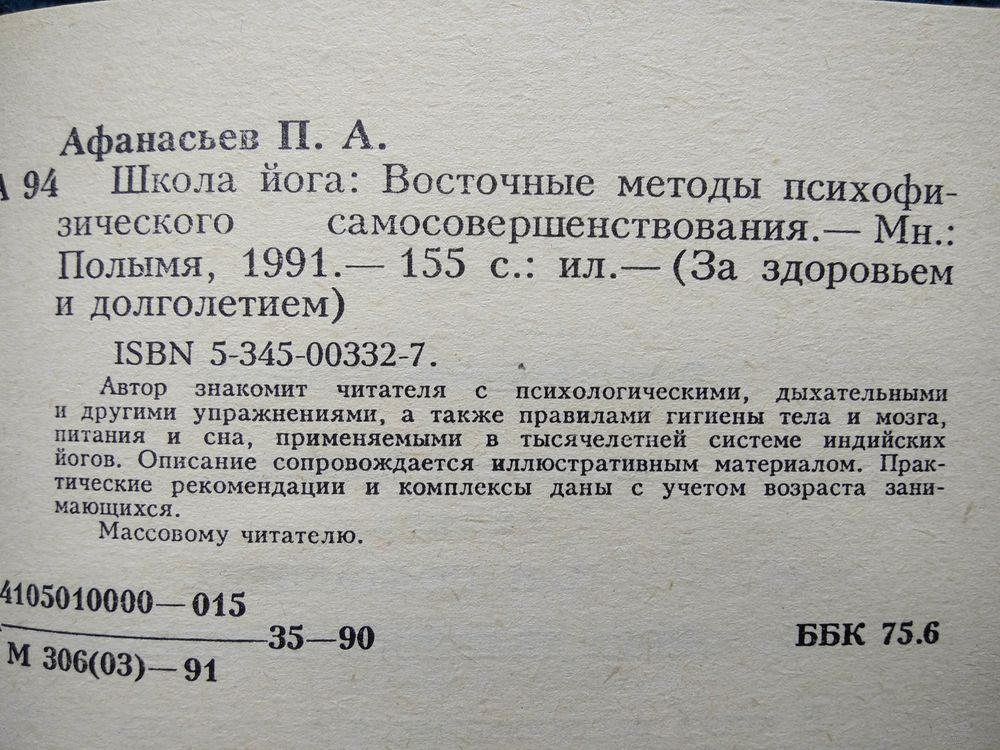 Афанасьев П. А.
А 94 Школа йога: Восточные методы психофи-
зического самосовершенствования.— Мн.:
Полымя, 1991.— 155 с.: ил.— (За здоровьем
и долголетием)
ISBN 5-345-00332-7.
Автор знакомит читателя с психологическими, дыхательными
и другими упражнениями, а также правилами гигиены тела и мозга,
питания и сна, применяемыми в тысячелетней системе индийских
йогов. Описание сопровождается иллюстративным материалом. Прак-
тические рекомендации и комплексы даны с учетом возраста зани-
мающихся.
Массовому читателю.
4105010000—015
35—90
М 306(03)—91
ББК 75.6